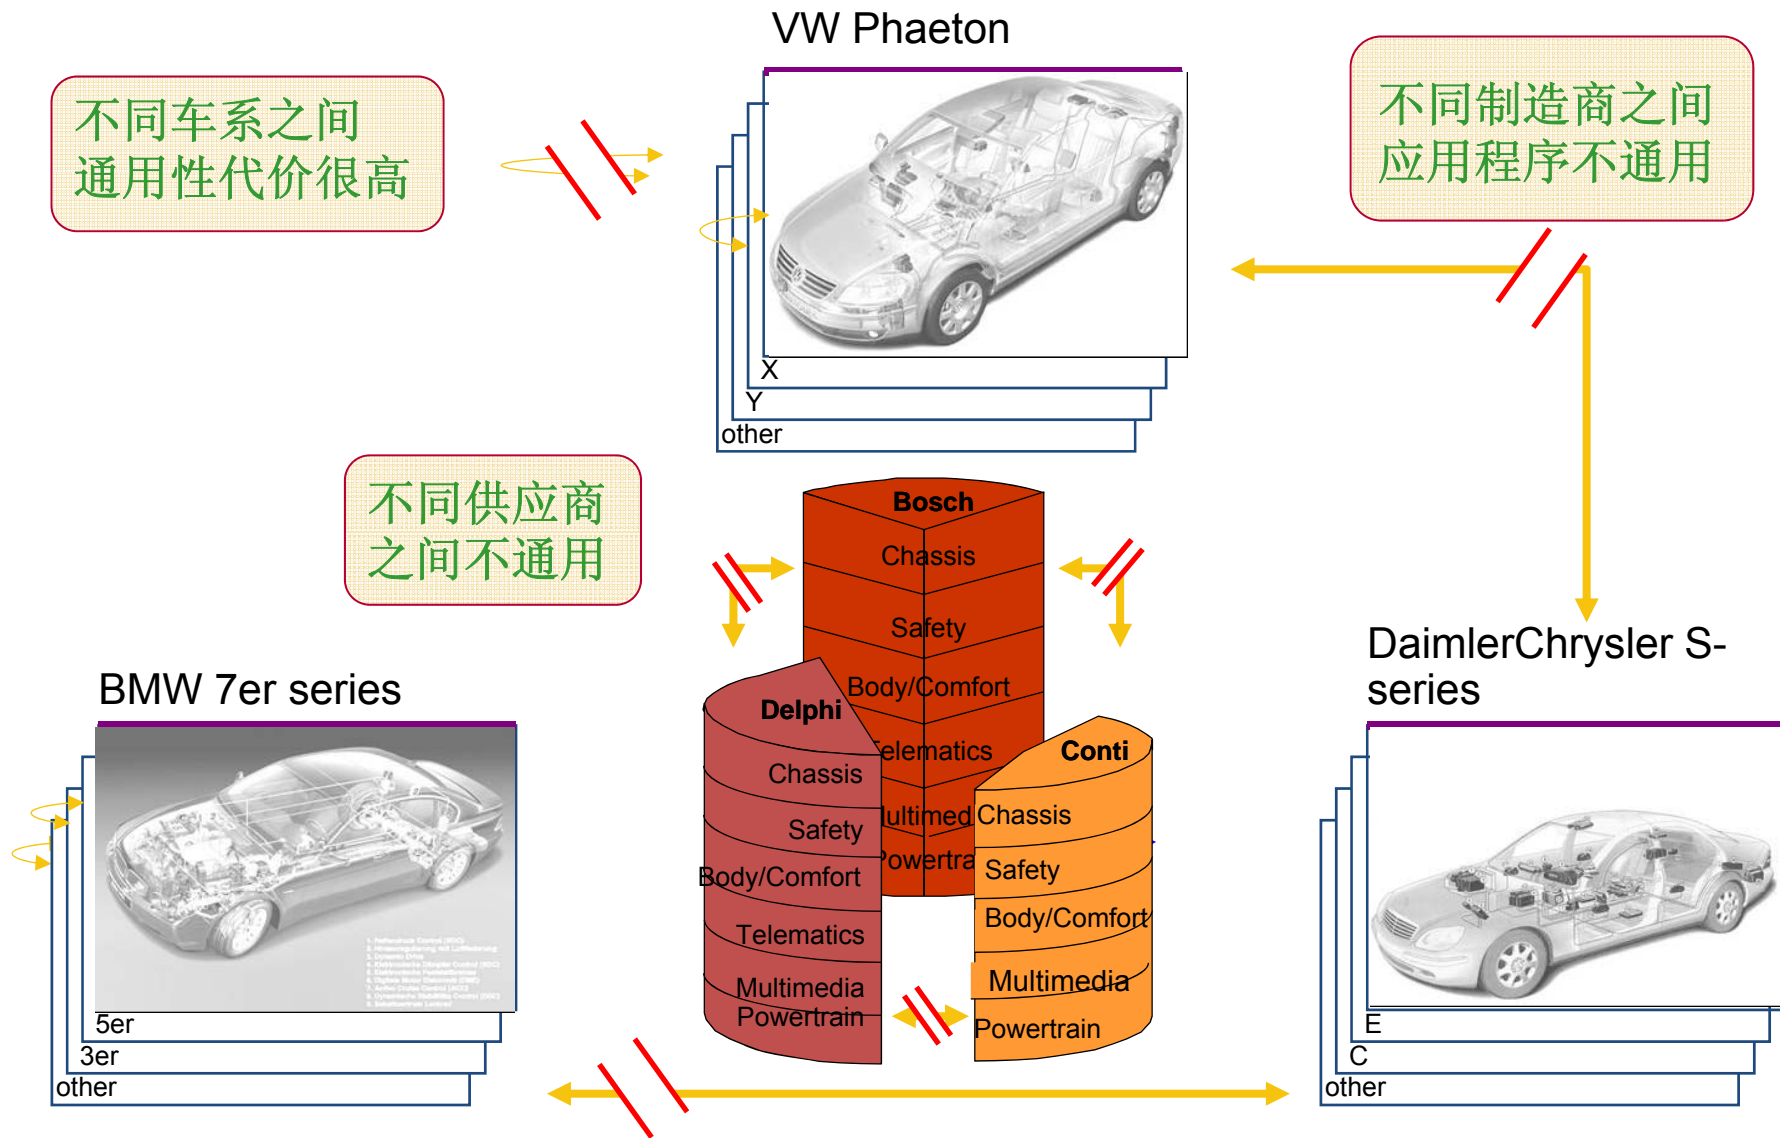 VW Phaeton
不同车系之间
通用性代价很高
不同制造商之间
应用程序不通用
X
Y
other
不同供应商
之间不通用
Bosch
Chassis
Safety
Body/Comfort
Telematics
Multimed
Powertra
Delphi
Chassis
Safety
Body/Comfort
Telematics
Multimedia
Powertrain
Conti
Chassis
Safety
Body/Comfort
Multimedia
Powertrain
BMW 7er series
5er
3er
other
DaimlerChrysler S-
series
E
C
other